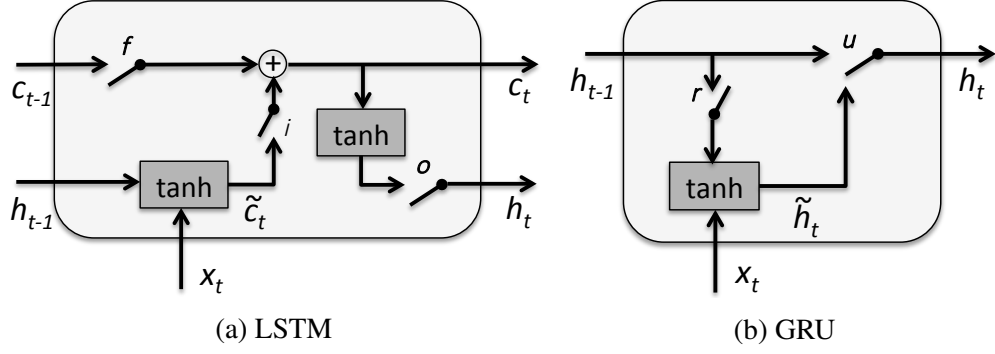 f
c_{t-1}
+
c_t
i
tanh
o
tanh
h_{t-1}
c̃_t
h_t
x_t
(a) LSTM
u
h_{t-1}
h_t
r
tanh
h̃_t
x_t
(b) GRU